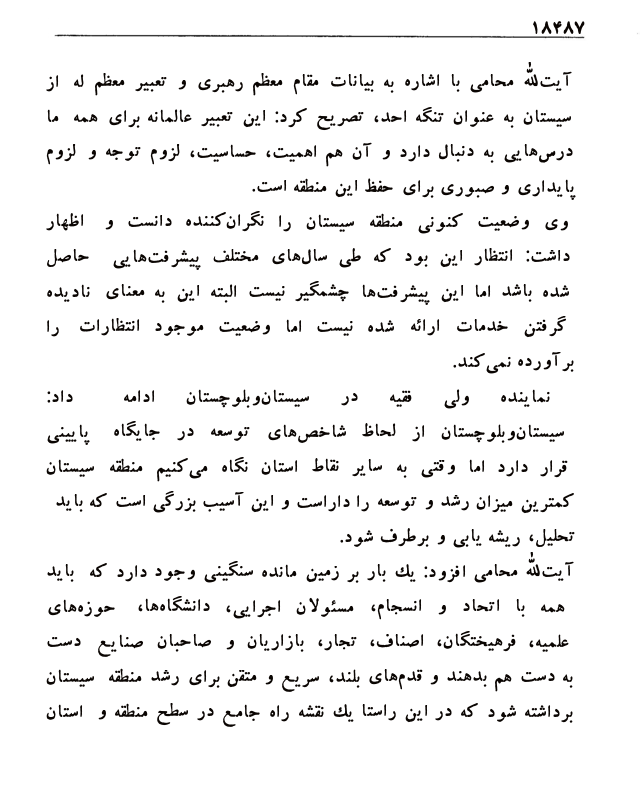 ۱۸۴۸۷
آیت‌الله محامی با اشاره به بیانات مقام معظم رهبری و تعبیر معظم له از
سیستان به عنوان تنگه احد، تصریح کرد: این تعبیر عالمانه برای همه ما
درس‌هایی به دنبال دارد و آن هم اهمیت، حساسیت، لزوم توجه و لزوم
پایداری و صبوری برای حفظ این منطقه است.
وی وضعیت کنونی منطقه سیستان را نگران‌کننده دانست و اظهار
داشت: انتظار این بود که طی سال‌های مختلف پیشرفت‌هایی حاصل
شده باشد اما این پیشرفت‌ها چشمگیر نیست البته این به معنای نادیده
گرفتن خدمات ارائه شده نیست اما وضعیت موجود انتظارات را
برآورده نمی‌کند.
نماینده ولی فقیه در سیستان‌وبلوچستان ادامه داد:
سیستان‌وبلوچستان از لحاظ شاخص‌های توسعه در جایگاه پایینی
قرار دارد اما وقتی به سایر نقاط استان نگاه می‌کنیم منطقه سیستان
کمترین میزان رشد و توسعه را داراست و این آسیب بزرگی است که باید
تحلیل، ریشه یابی و برطرف شود.
آیت‌الله محامی افزود: یك بار بر زمین مانده سنگینی وجود دارد که باید
همه با اتحاد و انسجام، مسئولان اجرایی، دانشگاه‌ها، حوزه‌های
علمیه، فرهیختگان، اصناف، تجار، بازاریان و صاحبان صنایع دست
به دست هم بدهند و قدم‌های بلند، سریع و متقن برای رشد منطقه سیستان
برداشته شود که در این راستا یك نقشه راه جامع در سطح منطقه و استان